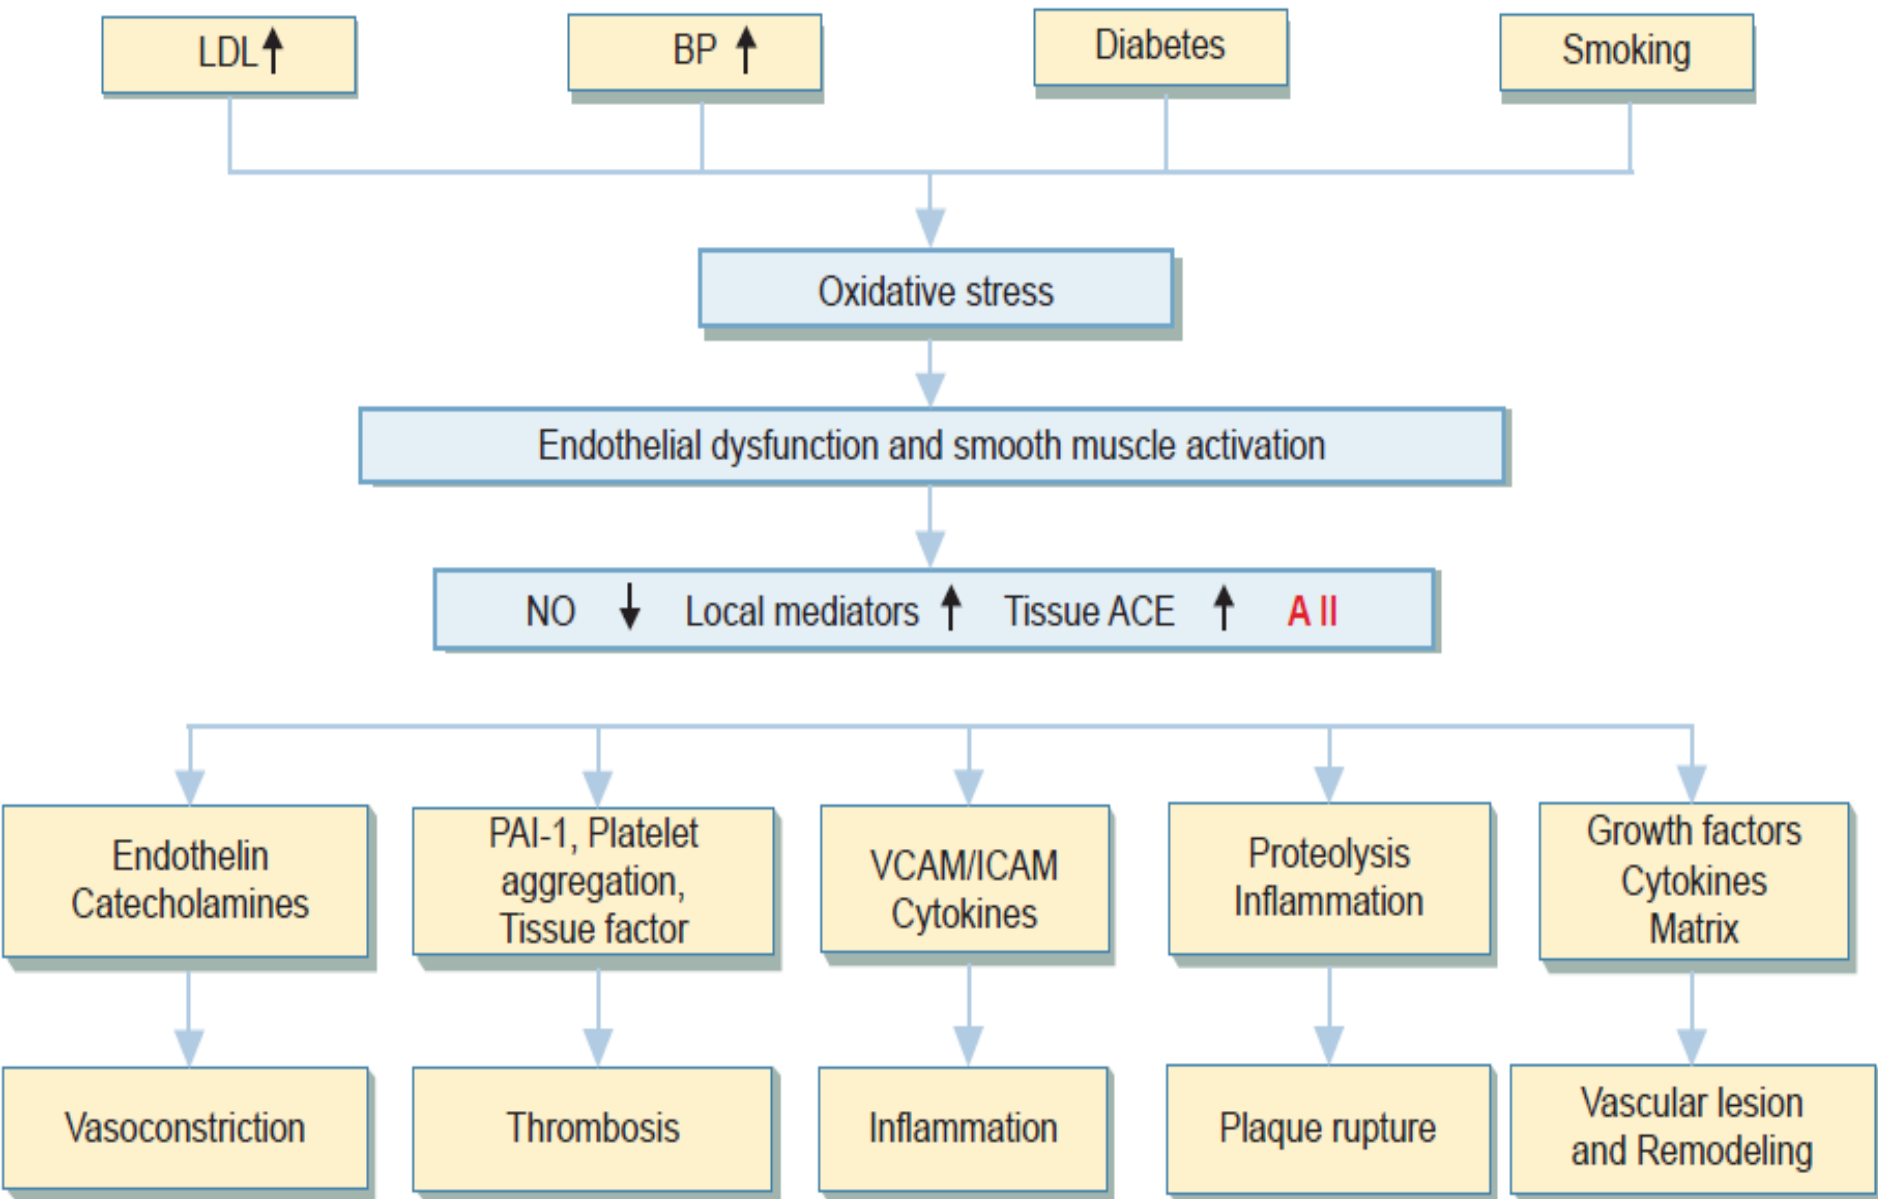 LDL ↑
BP ↑
Diabetes
Smoking
Oxidative stress
Endothelial dysfunction and smooth muscle activation
NO ↓ Local mediators ↑ Tissue ACE ↑ A II
Endothelin
Catecholamines
PAI-1, Platelet
aggregation,
Tissue factor
VCAM/ICAM
Cytokines
Proteolysis
Inflammation
Growth factors
Cytokines
Matrix
Vasoconstriction
Thrombosis
Inflammation
Plaque rupture
Vascular lesion
and Remodeling